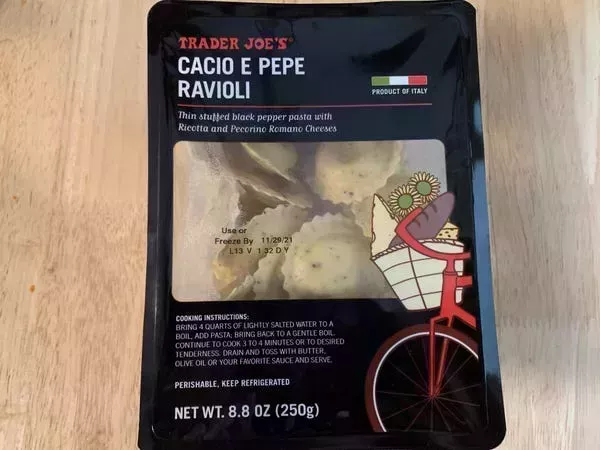 TRADER JOE'S®
CACIO E PEPE
RAVIOLI
PRODUCT OF ITALY
Thin stuffed black pepper pasta with
Ricotta and Pecorino Romano Cheeses
Use or
Freeze By 11/29/21
L13 V 1 32 D Y
COOKING INSTRUCTIONS:
BRING 4 QUARTS OF LIGHTLY SALTED WATER TO A
BOIL, ADD PASTA; BRING BACK TO A GENTLE BOIL.
CONTINUE TO COOK 3 TO 4 MINUTES OR TO DESIRED
TENDERNESS. DRAIN AND TOSS WITH BUTTER,
OLIVE OIL OR YOUR FAVORITE SAUCE AND SERVE.
PERISHABLE, KEEP REFRIGERATED
NET WT. 8.8 OZ (250g)